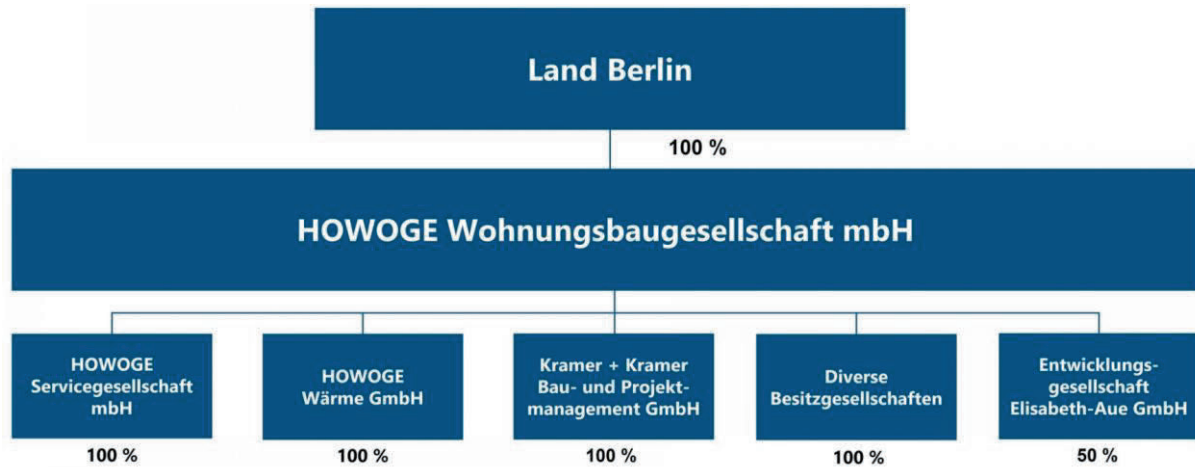 Land Berlin
100 %
HOWOGE Wohnungsbaugesellschaft mbH
HOWOGE
Servicegesellschaft
mbH
100 %
HOWOGE
Wärme GmbH
100 %
Kramer + Kramer
Bau- und Projekt-
management GmbH
100 %
Diverse
Besitzgesellschaften
100 %
Entwicklungs-
gesellschaft
Elisabeth-Aue GmbH
50 %